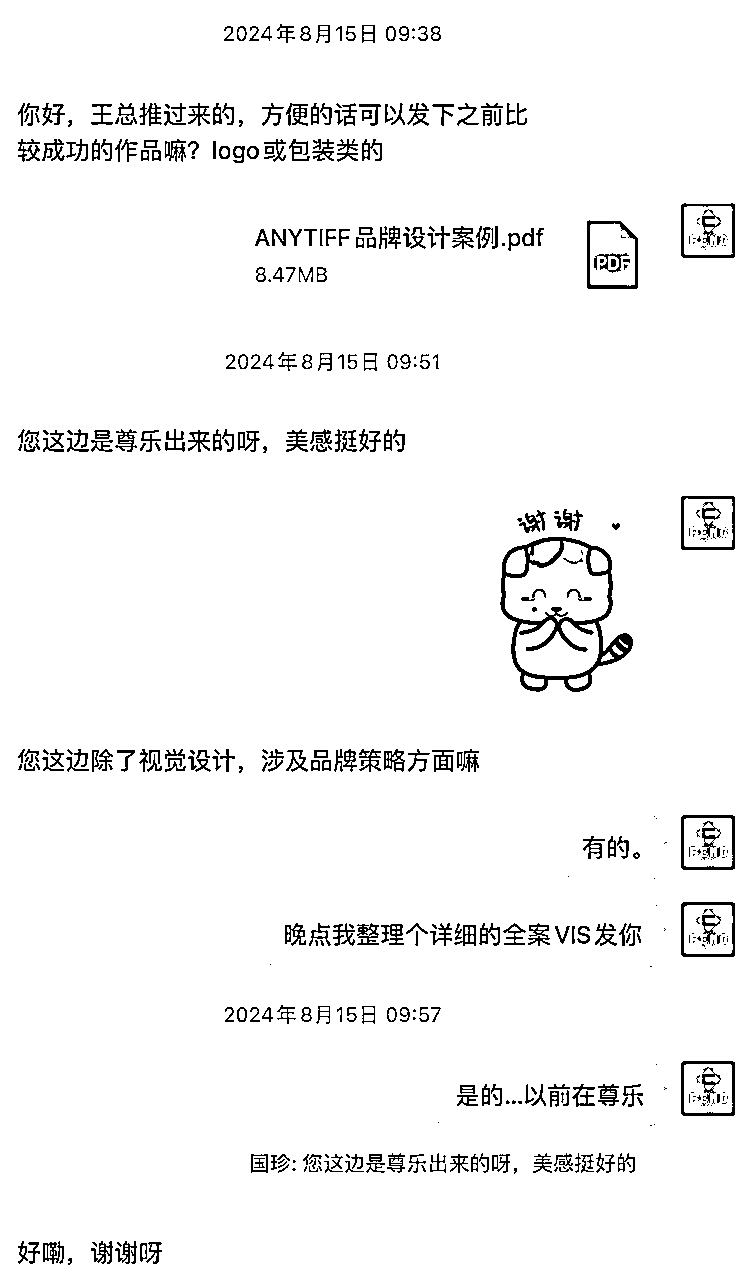 2024年8月15日 09:38
你好，王总推过来的，方便的话可以发下之前比
较成功的作品嘛？logo或包装类的
ANYTIFF品牌设计案例.pdf
8.47MB
PDF
2024年8月15日 09:51
您这边是尊乐出来的呀，美感挺好的
谢谢
您这边除了视觉设计，涉及品牌策略方面嘛
有的。
晚点我整理个详细的全案VIS发你
2024年8月15日 09:57
是的...以前在尊乐
国珍: 您这边是尊乐出来的呀，美感挺好的
好嘞，谢谢呀